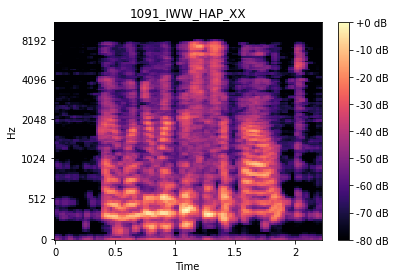 1091_IWW_HAP_XX
+0 dB
8192
-10 dB
4096
-20 dB
-30 dB
2048
Hz
-40 dB
1024
-50 dB
512
-60 dB
-70 dB
0
-80 dB
0 0.5 1 1.5 2
Time